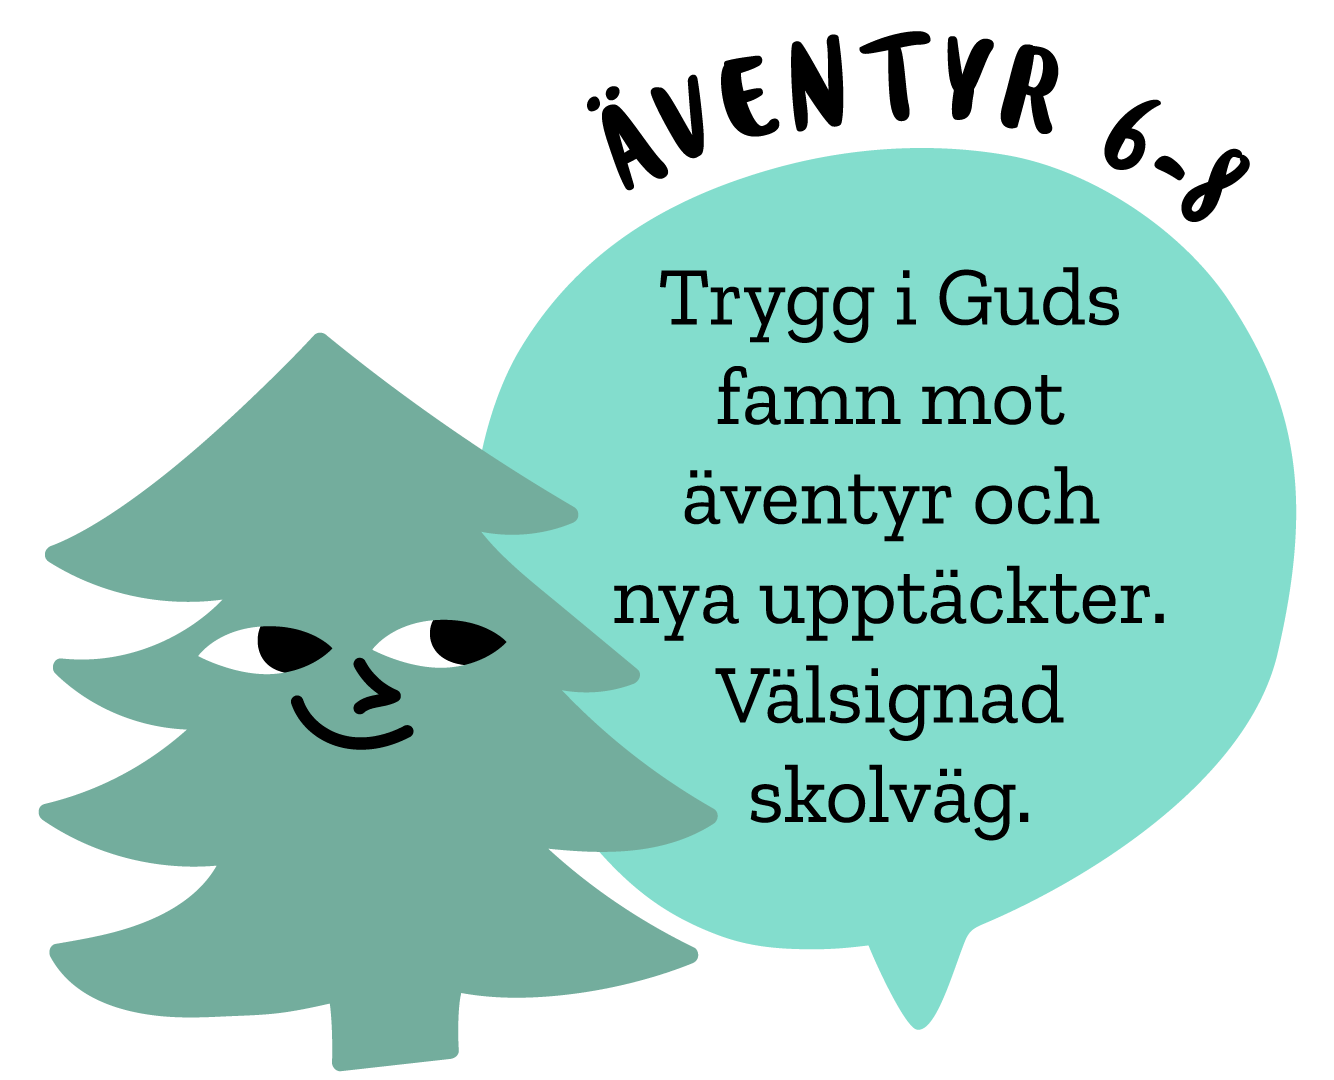 ÄVENTYR 6-8
Trygg i Guds
famn mot
äventyr och
nya upptäckter.
Välsignad
skolväg.